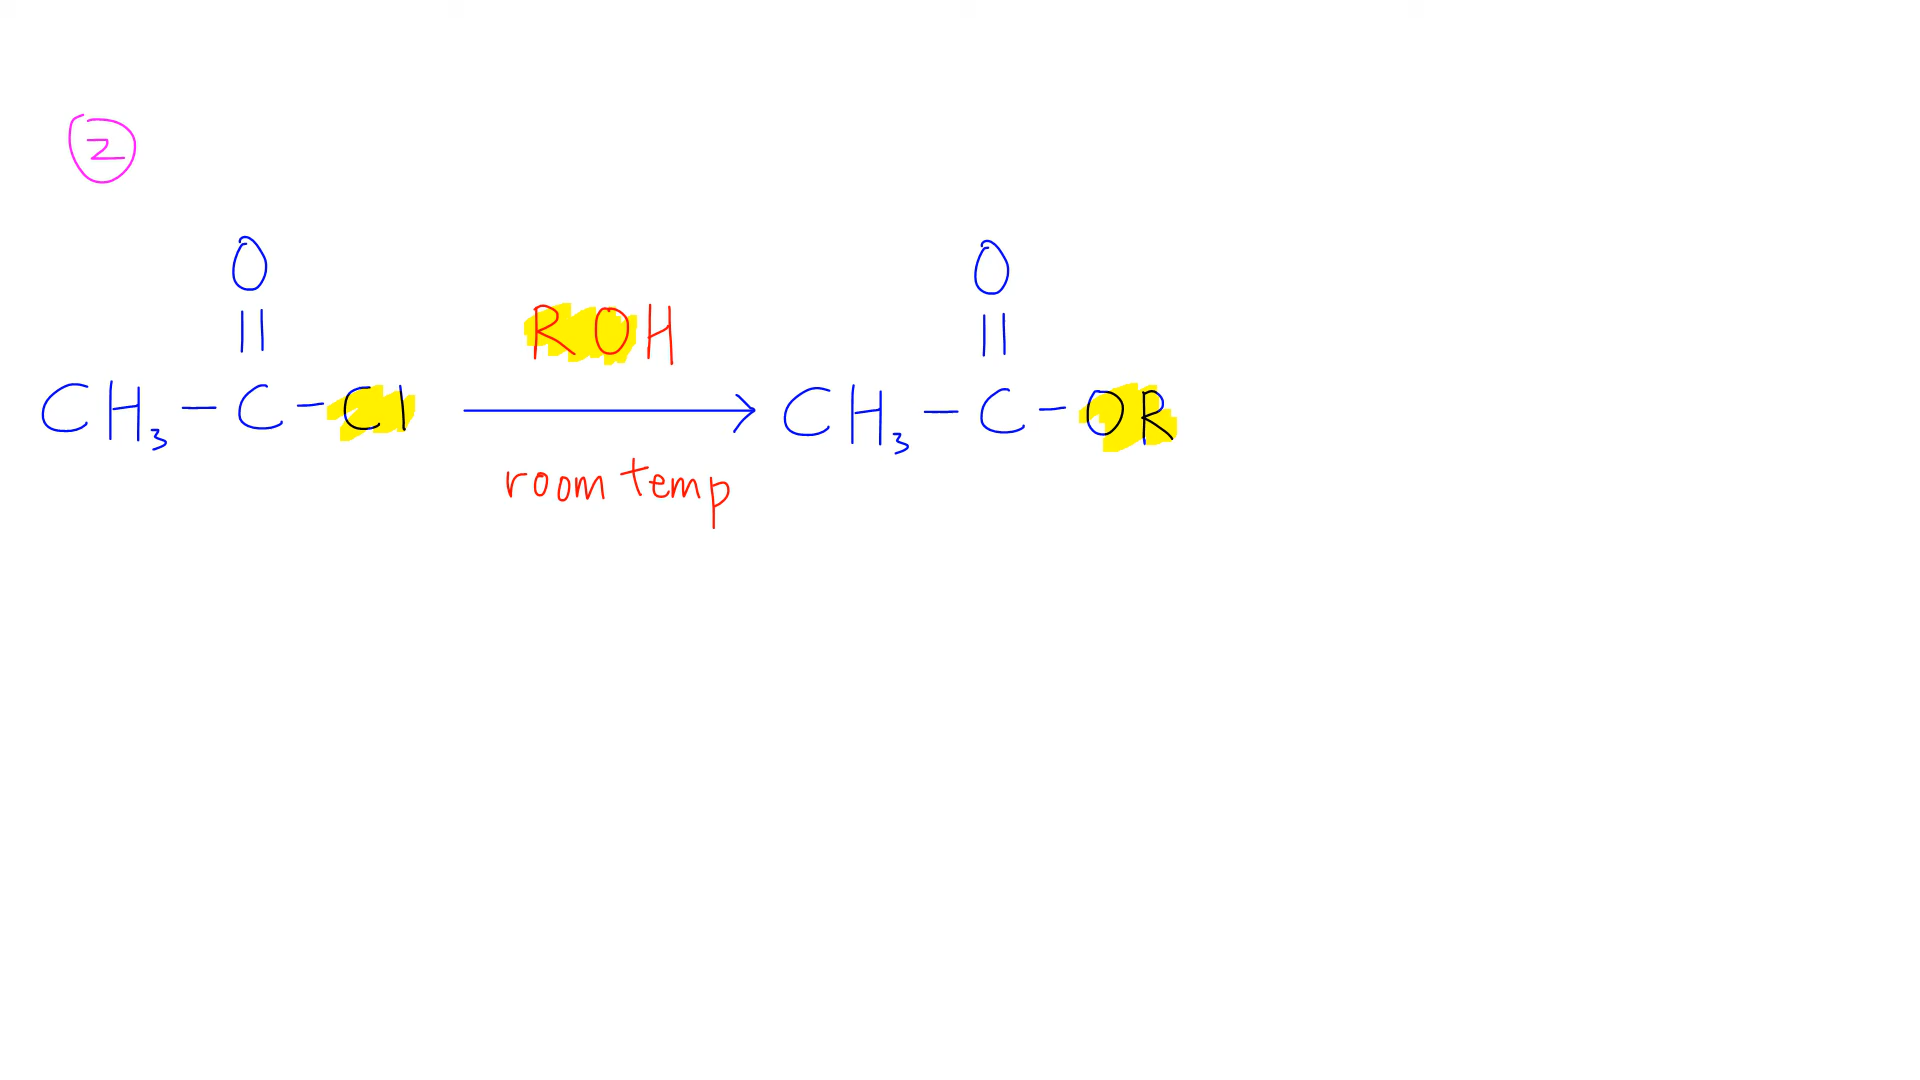 2
O O
|| ROH ||
CH₃-C-Cl → CH₃-C-OR
room temp